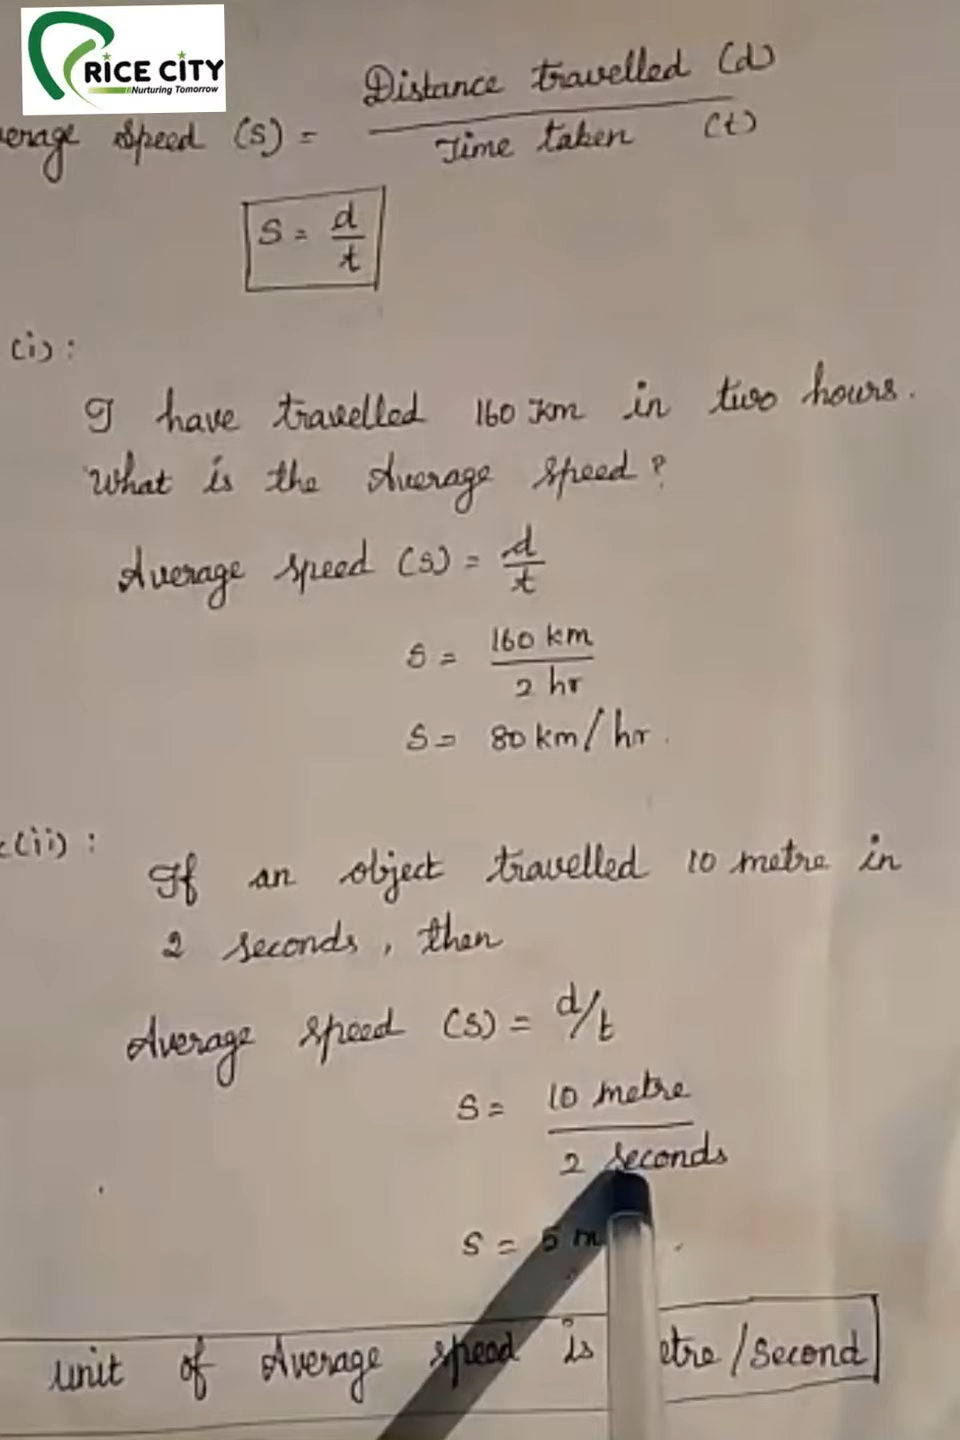 RICE CITY
Nurturing Tomorrow
Distance travelled (d)
speed (s) =
Time taken (t)
S = d/t
(i) :
I have travelled 160 Km in two hours.
What is the Average speed?
Average speed (s) = d/t
S = 160 km / 2 hr
S = 80 km/hr.
(ii) :
If an object travelled 10 metre in
2 seconds, then
Average speed (s) = d/t
S = 10 metre / 2 seconds
S = 5 m
unit of Average speed is etre/second